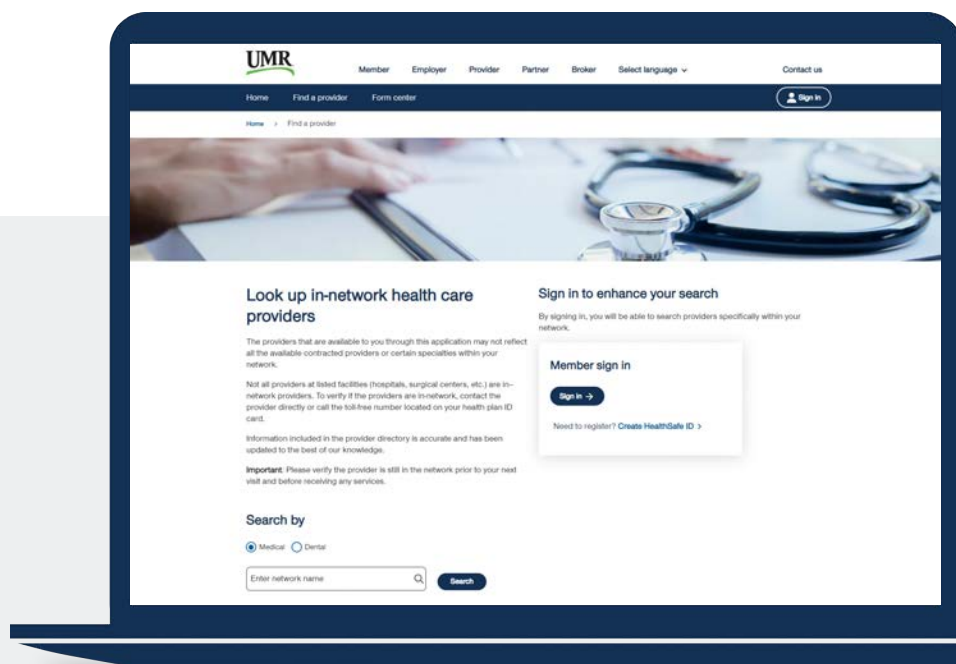 UMR
Member Employer Provider Partner Broker Select language Contact us
Home Find a provider Form center Sign in
Home > Find a provider
Look up in-network health care
providers
The providers that are available to you through this application may not reflect
all the available contracted providers or certain specialties within your
network.
Not all providers at listed facilities (hospitals, surgical centers, etc.) are in-
network providers. To verify if the providers are in-network, contact the
provider directly or call the toll-free number located on your health plan ID
card.
Information included in the provider directory is accurate and has been
updated to the best of our knowledge.
Important: Please verify the provider is still in the network prior to your next
visit and before receiving any services.
Search by
Medical Dental
Enter network name Search
Sign in to enhance your search
By signing in, you will be able to search providers specifically within your
network.
Member sign in
Sign in →
Need to register? Create HealthSafe ID >